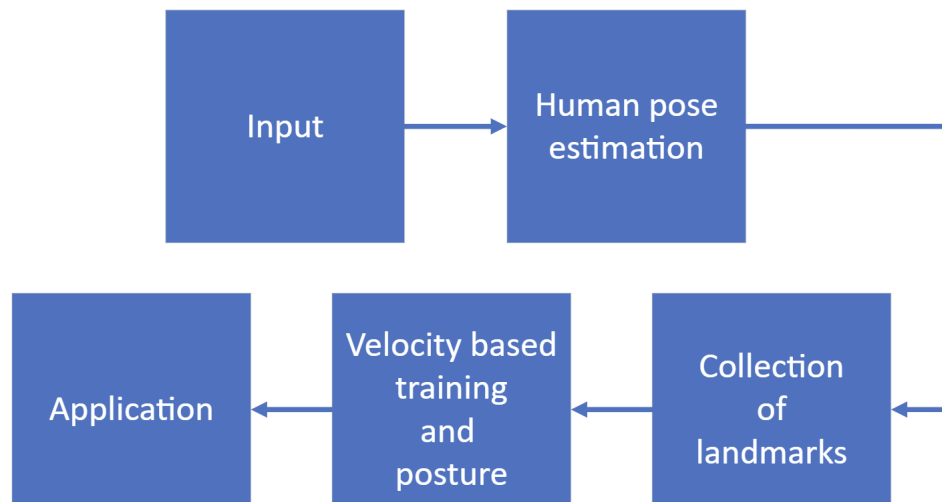 Input
Human pose
estimation
Collection
of
landmarks
Velocity based
training
and
posture
Application